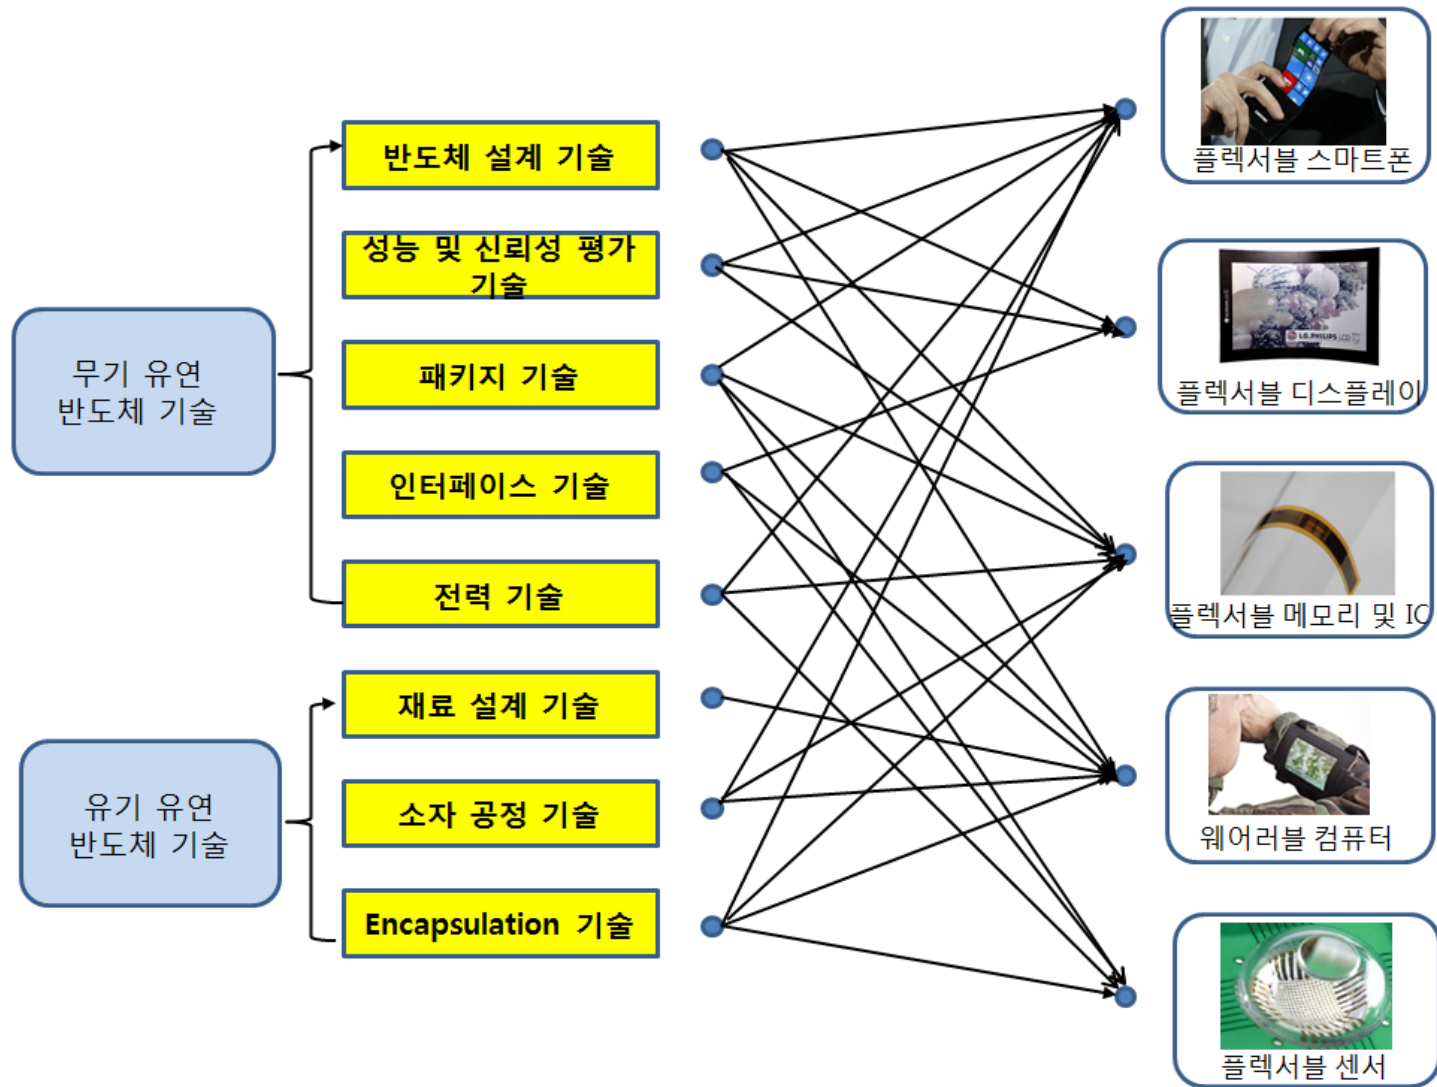 무기 유연
반도체 기술
유기 유연
반도체 기술
반도체 설계 기술
성능 및 신뢰성 평가
기술
패키지 기술
인터페이스 기술
전력 기술
재료 설계 기술
소자 공정 기술
Encapsulation 기술
플렉서블 스마트폰
LG.PHILIPS LCD
플렉서블 디스플레이
플렉서블 메모리 및 IC
웨어러블 컴퓨터
플렉서블 센서